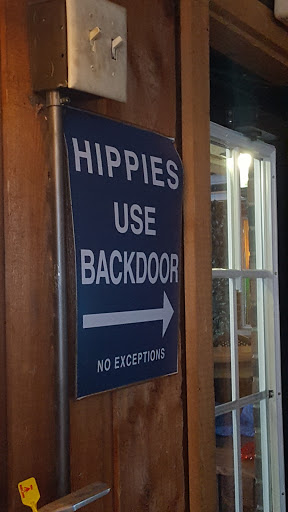 HIPPIES
USE
BACKDOOR
NO EXCEPTIONS